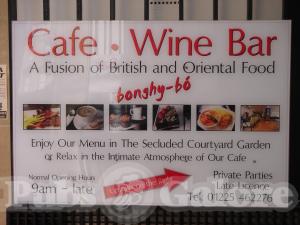 Cafe • Wine Bar
A Fusion of British and Oriental Food
bonghy-bó
Enjoy Our Menu in The Secluded Courtyard Garden
or Relax in the Intimate Atmosphere of Our Cafe
Normal Opening Hours
9am - late
Private Parties
Late Licence
Tel: 01225 462276